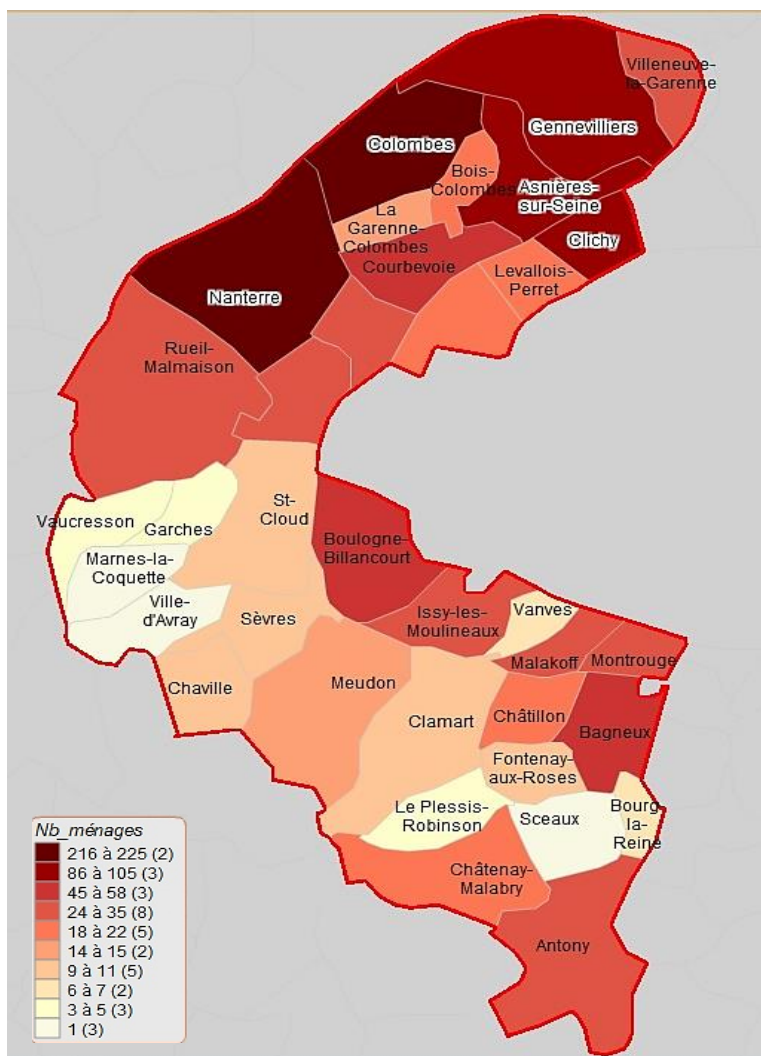 Villeneuve-
la-Garenne
Gennevilliers
Colombes
Bois-
Colombes
Asnières-
sur-Seine
La
Garenne-
Colombes
Clichy
Courbevoie
Levallois-
Perret
Nanterre
Rueil-
Malmaison
St-
Cloud
Vaucresson
Garches
Boulogne-
Billancourt
Marnes-la-
Coquette
Ville-
d'Avray
Sèvres
Issy-les-
Moulineaux
Vanves
Malakoff
Montrouge
Chaville
Meudon
Clamart
Châtillon
Bagneux
Fontenay-
aux-Roses
Le Plessis-
Robinson
Sceaux
Bourg-
la-
Reine
Châtenay-
Malabry
Antony
Nb_ménages
216 à 225 (2)
86 à 105 (3)
45 à 58 (3)
24 à 35 (8)
18 à 22 (5)
14 à 15 (2)
9 à 11 (5)
6 à 7 (2)
3 à 5 (3)
1 (3)